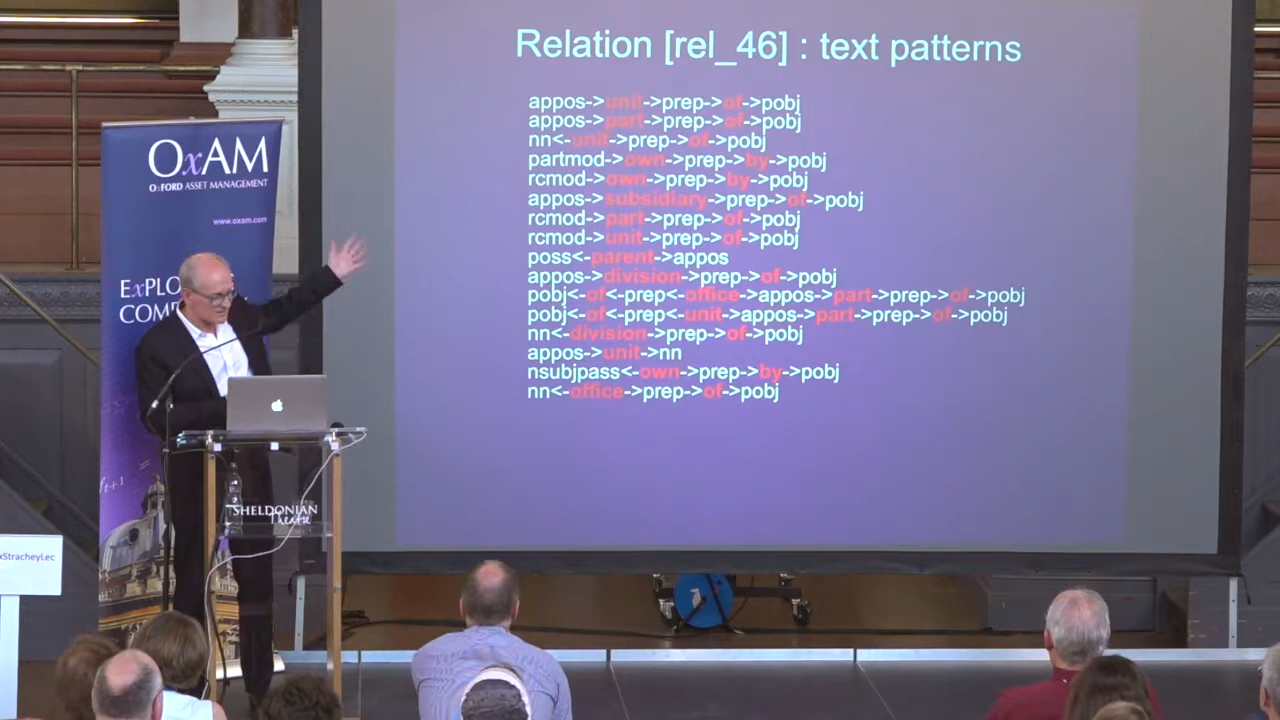 Relation [rel_46] : text patterns
appos->unit->prep->of->pobj
appos->part->prep->of->pobj
nn<-unit->prep->of->pobj
partmod->own->prep->by->pobj
rcmod->own->prep->by->pobj
appos->subsidiary->prep->of->pobj
rcmod->part->prep->of->pobj
rcmod->unit->prep->of->pobj
poss<-parent->appos
appos->division->prep->of->pobj
pobj<-of<-prep<-office->appos->part->prep->of->pobj
pobj<-of<-prep<-unit->appos->part->prep->of->pobj
nn<-division->prep->of->pobj
appos->unit->nn
nsubjpass<-own->prep->by->pobj
nn<-office->prep->of->pobj
OxAM
OxFORD ASSET MANAGEMENT
www.oxam.com
SHELDONIAN
Theatre
xStracheyLec